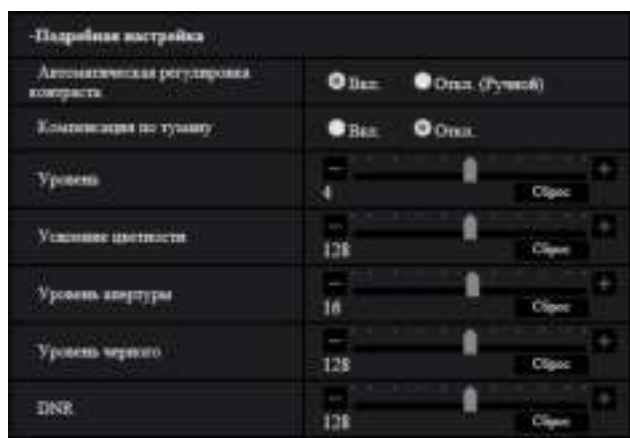 -Подробная настройка
Автоматическая регулировка
контраста
Вкл. Откл. (Ручной)
Компенсация по туману
Вкл. Откл.
Уровень
4 Сброс
Усиление цветности
128 Сброс
Уровень апертуры
16 Сброс
Уровень черного
128 Сброс
DNR
128 Сброс